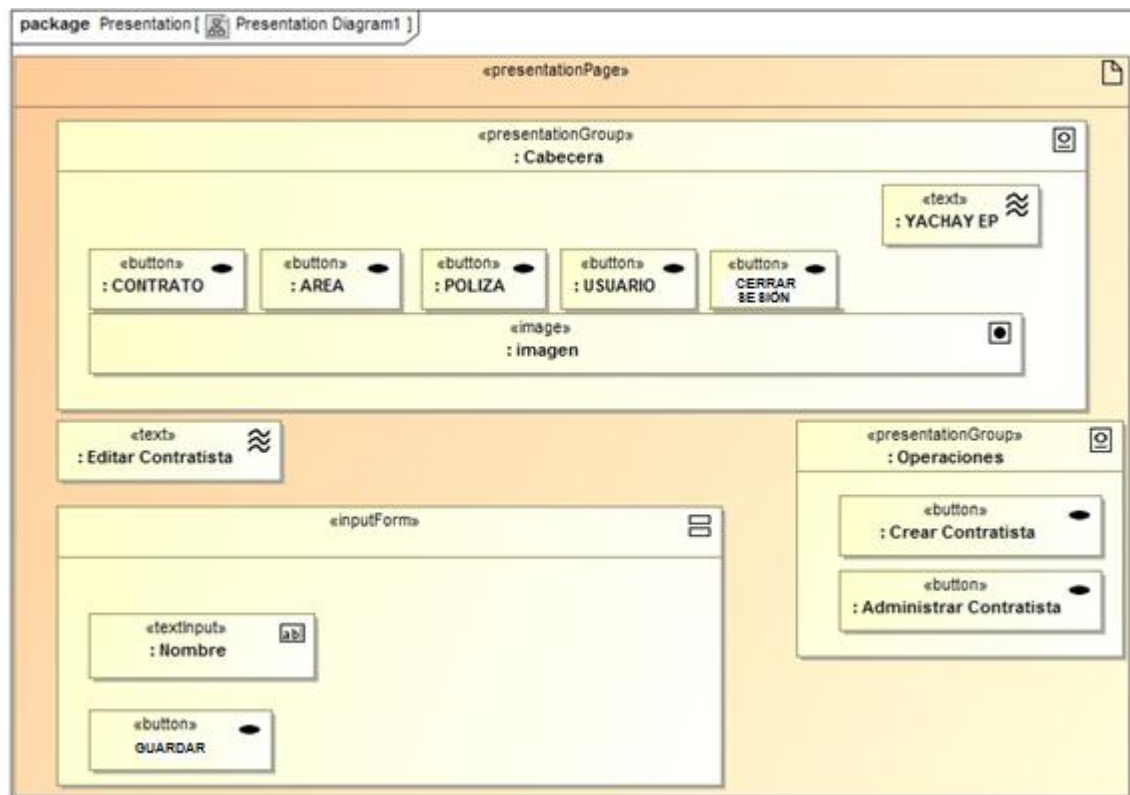 package Presentation [ Presentation Diagram1 ]
«presentationPage»
«presentationGroup»
: Cabecera
«text»
: YACHAY EP
«button»
: CONTRATO
«button»
: AREA
«button»
: POLIZA
«button»
: USUARIO
«button»
CERRAR
SESIÓN
«image»
: imagen
«text»
: Editar Contratista
«presentationGroup»
: Operaciones
«button»
: Crear Contratista
«button»
: Administrar Contratista
«inputForm»
«textInput»
: Nombre
ab
«button»
GUARDAR